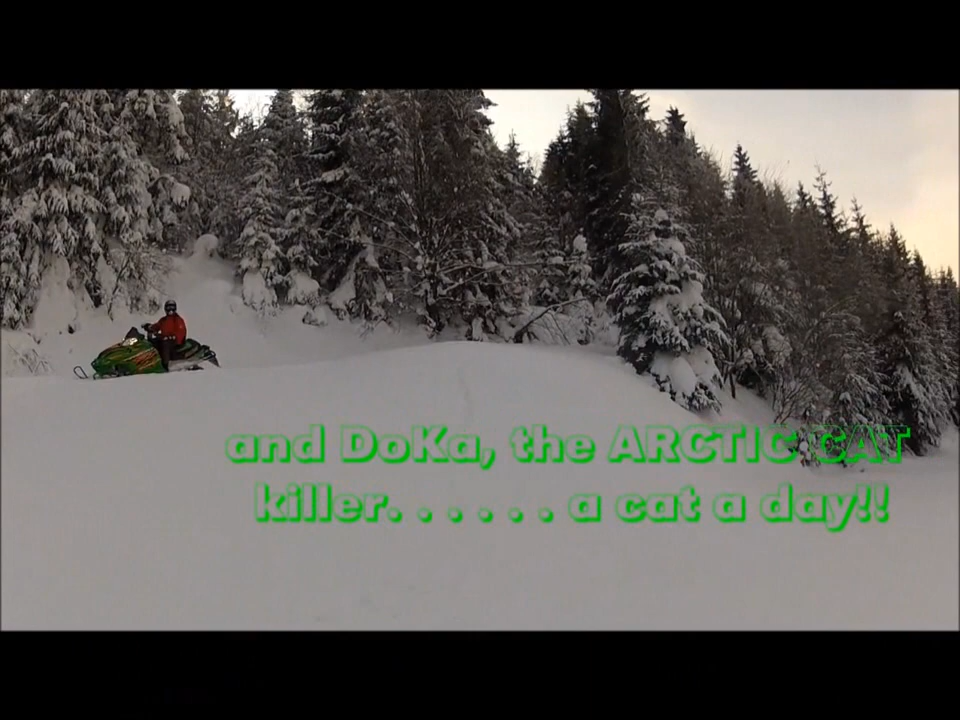 and DoKa, the ARCTIC CAT
killer. . . . . . a cat a day!!